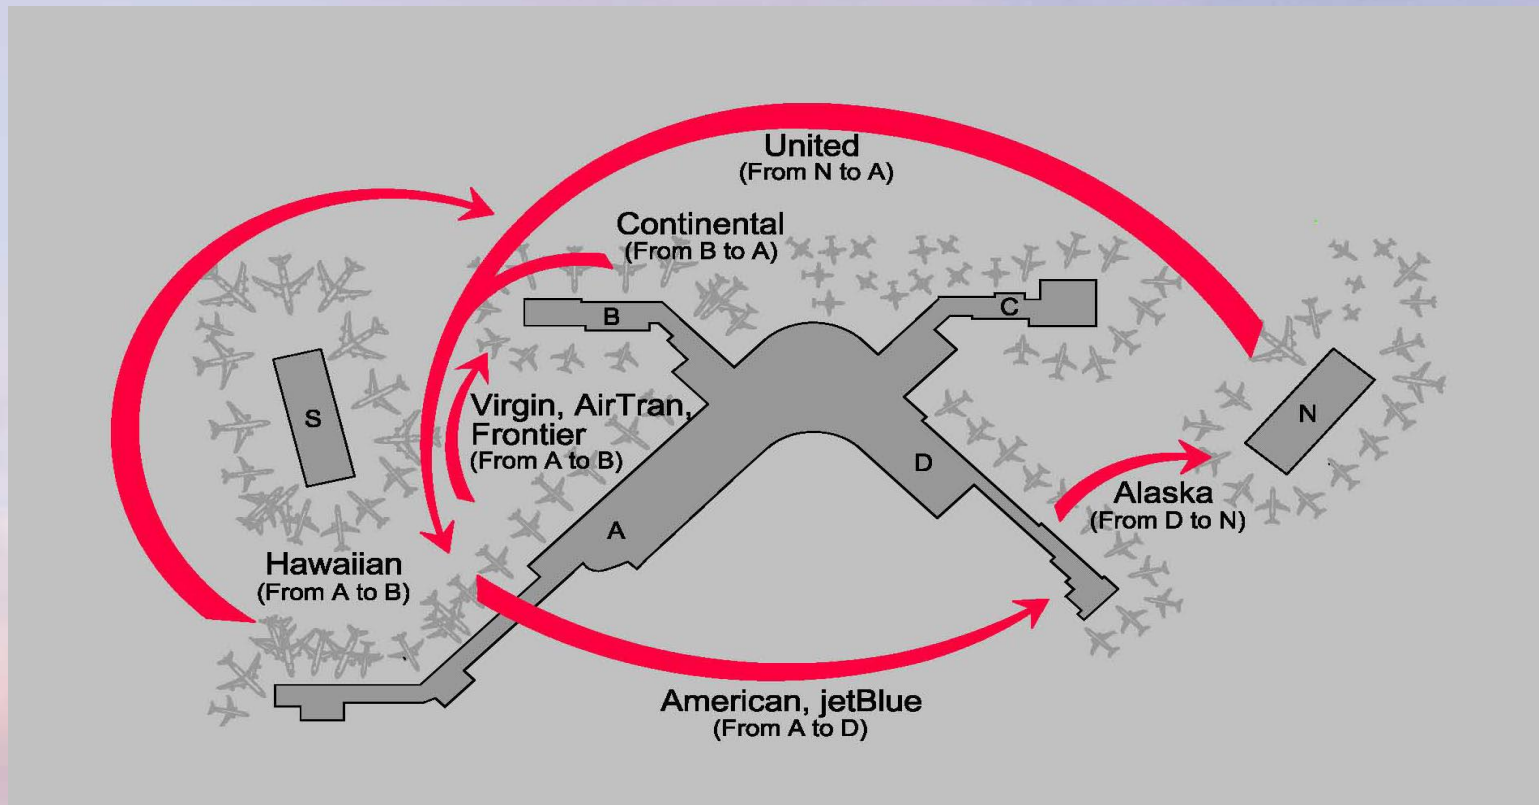 United
(From N to A)
Continental
(From B to A)
B
C
Virgin, AirTran,
Frontier
(From A to B)
S
N
D
Alaska
(From D to N)
A
Hawaiian
(From A to B)
American, jetBlue
(From A to D)